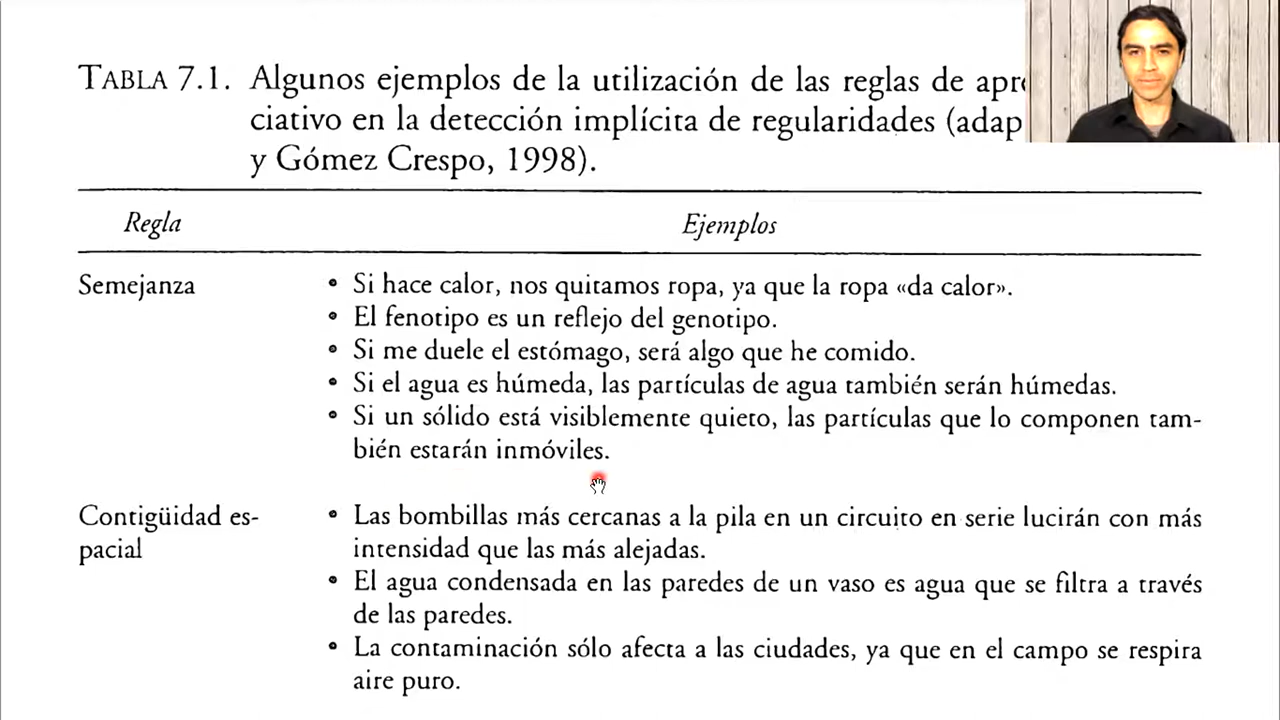 TABLA 7.1. Algunos ejemplos de la utilización de las reglas de
ciativo en la detección implícita de regularidades
y Gómez Crespo, 1998).
Regla Ejemplos
Semejanza • Si hace calor, nos quitamos ropa, ya que la ropa «da calor».
• El fenotipo es un reflejo del genotipo.
• Si me duele el estómago, será algo que he comido.
• Si el agua es húmeda, las partículas de agua también serán húmedas.
• Si un sólido está visiblemente quieto, las partículas que lo componen tam-
bién estarán inmóviles.
Contigüidad es- • Las bombillas más cercanas a la pila en un circuito en serie lucirán con más
pacial intensidad que las más alejadas.
• El agua condensada en las paredes de un vaso es agua que se filtra a través
de las paredes.
• La contaminación sólo afecta a las ciudades, ya que en el campo se respira
aire puro.